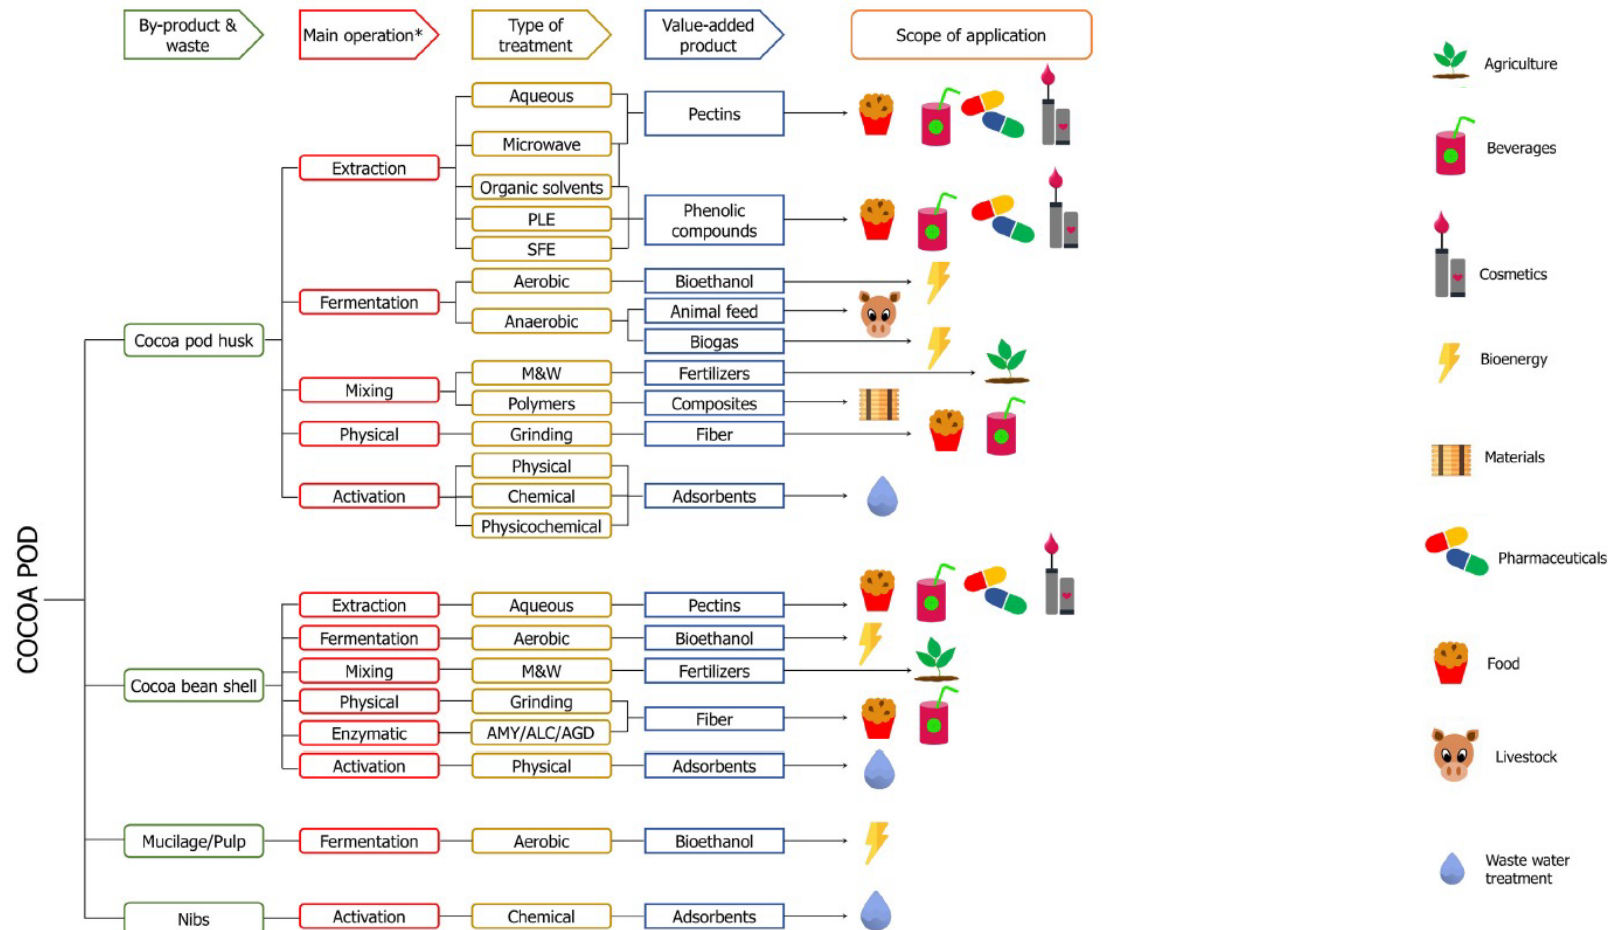 By-product &
waste
Main operation*
Type of
treatment
Value-added
product
Scope of application
COCOA POD
Cocoa pod husk
Extraction
Aqueous
Microwave
Organic solvents
PLE
SFE
Pectins
Phenolic
compounds
Fermentation
Aerobic
Bioethanol
Anaerobic
Animal feed
Biogas
Mixing
M&W
Fertilizers
Polymers
Composites
Physical
Grinding
Fiber
Activation
Physical
Chemical
Physicochemical
Adsorbents
Cocoa bean shell
Extraction
Aqueous
Pectins
Fermentation
Aerobic
Bioethanol
Mixing
M&W
Fertilizers
Physical
Grinding
Enzymatic
AMY/ALC/AGD
Fiber
Activation
Physical
Adsorbents
Mucilage/Pulp
Fermentation
Aerobic
Bioethanol
Nibs
Activation
Chemical
Adsorbents
Agriculture
Beverages
Cosmetics
Bioenergy
Materials
Pharmaceuticals
Food
Livestock
Waste water
treatment